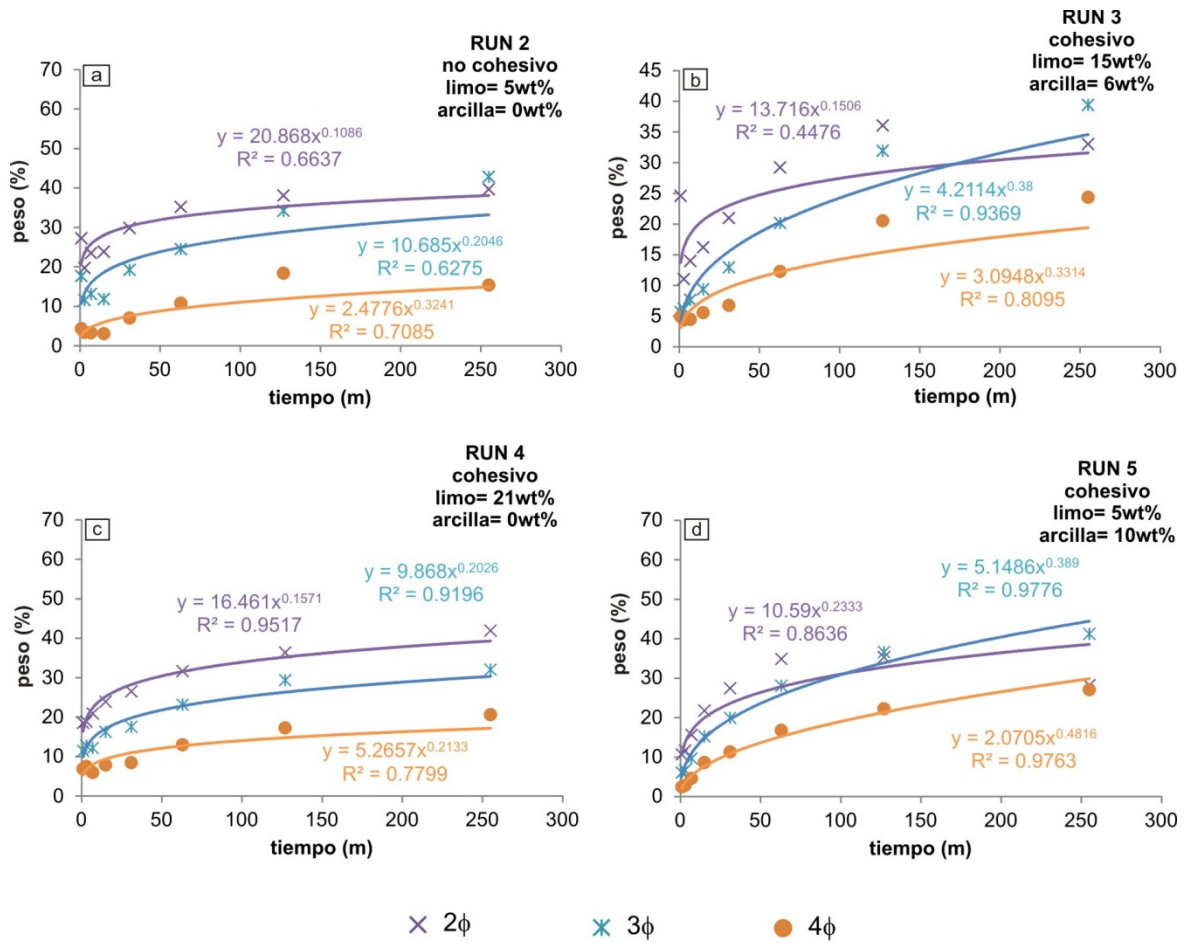 RUN 2
no cohesivo
limo= 5wt%
arcilla= 0wt%
a
70
60
50
40
30
20
10
0
peso (%)
y = 20.868x^0.1086
R² = 0.6637
y = 10.685x^0.2046
R² = 0.6275
y = 2.4776x^0.3241
R² = 0.7085
0 50 100 150 200 250 300
tiempo (m)
RUN 3
cohesivo
limo= 15wt%
arcilla= 6wt%
b
45
40
35
30
25
20
15
10
5
0
peso (%)
y = 13.716x^0.1506
R² = 0.4476
y = 4.2114x^0.38
R² = 0.9369
y = 3.0948x^0.3314
R² = 0.8095
0 50 100 150 200 250 300
tiempo (m)
RUN 4
cohesivo
limo= 21wt%
arcilla= 0wt%
c
70
60
50
40
30
20
10
0
peso (%)
y = 9.868x^0.2026
R² = 0.9196
y = 16.461x^0.1571
R² = 0.9517
y = 5.2657x^0.2133
R² = 0.7799
0 50 100 150 200 250 300
tiempo (m)
RUN 5
cohesivo
limo= 5wt%
arcilla= 10wt%
d
70
60
50
40
30
20
10
0
peso (%)
y = 5.1486x^0.389
R² = 0.9776
y = 10.59x^0.2333
R² = 0.8636
y = 2.0705x^0.4816
R² = 0.9763
0 50 100 150 200 250 300
tiempo (m)
2ϕ 3ϕ 4ϕ